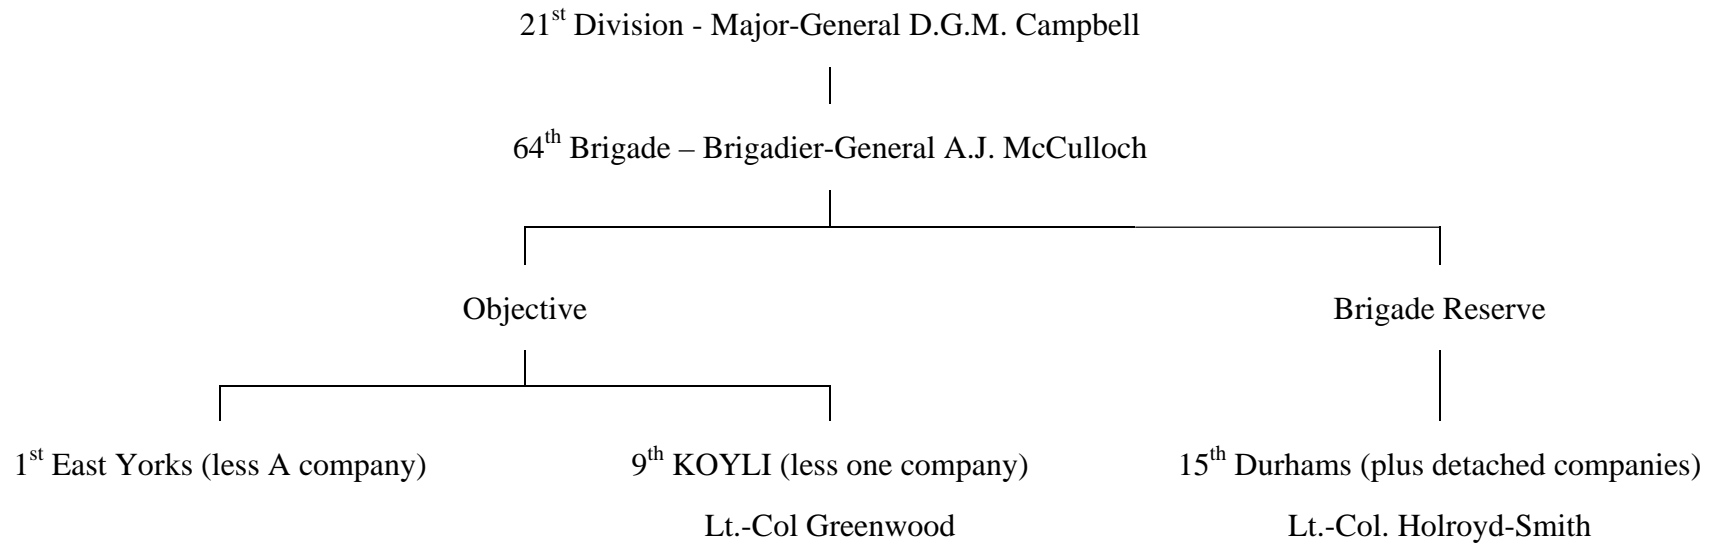 21st Division - Major-General D.G.M. Campbell
64th Brigade – Brigadier-General A.J. McCulloch
Objective
Brigade Reserve
1st East Yorks (less A company)
9th KOYLI (less one company)
15th Durhams (plus detached companies)
Lt.-Col Greenwood
Lt.-Col. Holroyd-Smith